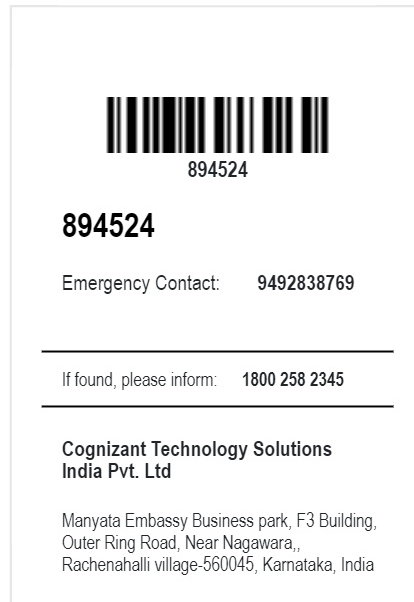 894524
894524
Emergency Contact: 9492838769
If found, please inform: 1800 258 2345
Cognizant Technology Solutions
India Pvt. Ltd
Manyata Embassy Business park, F3 Building,
Outer Ring Road, Near Nagawara,,
Rachenahalli village-560045, Karnataka, India